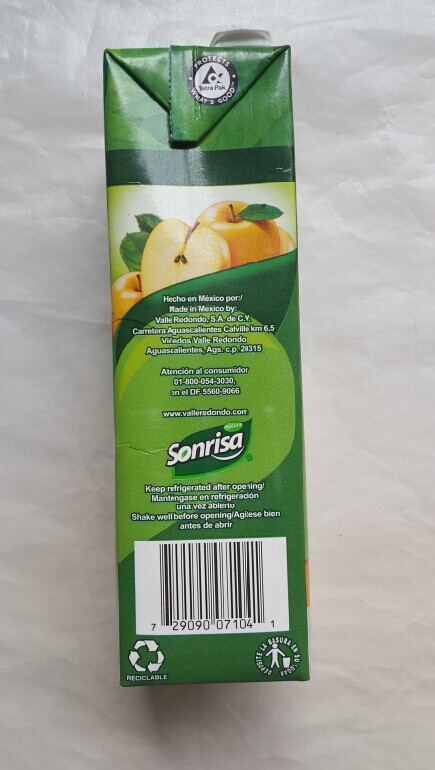 PROTECTS
Tetra Pak
WHAT'S GOOD™
Hecho en México por:/
Made in Mexico by:
Valle Redondo, S.A. de C.V.
Carretera Aguascalientes Calvillo km 6,5
Viñedos Valle Redondo
Aguascalientes, Ags. c.p. 20315
Atención al consumidor
01-800-054-3030,
en el DF 5560-9066
www.valleredondo.com
Sonrisa
Keep refrigerated after opening/
Mantengase en refrigeración
una vez abierto
Shake well before opening/Agitese bien
antes de abrir
7 29090 07104 1
RECICLABLE
DEPOSITE LA BASURA EN SU LUGAR